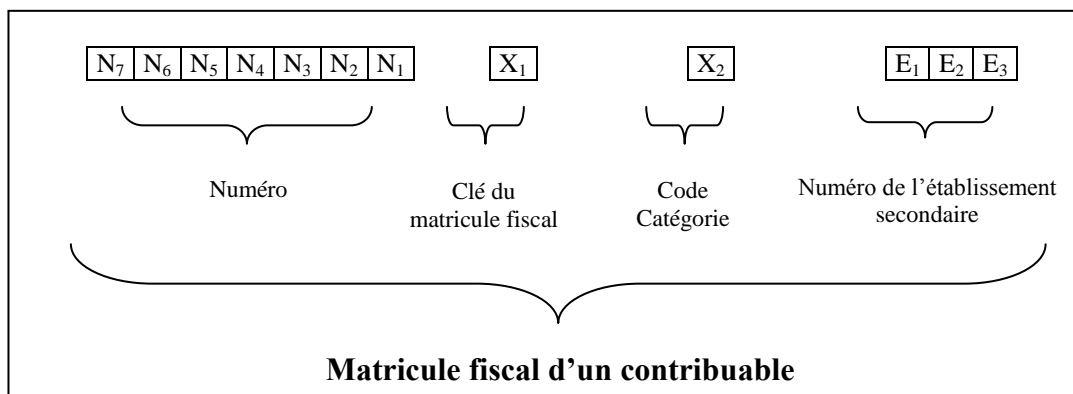 N₇ N₆ N₅ N₄ N₃ N₂ N₁ X₁ X₂ E₁ E₂ E₃
Numéro
Clé du
matricule fiscal
Code
Catégorie
Numéro de l’établissement
secondaire
Matricule fiscal d’un contribuable